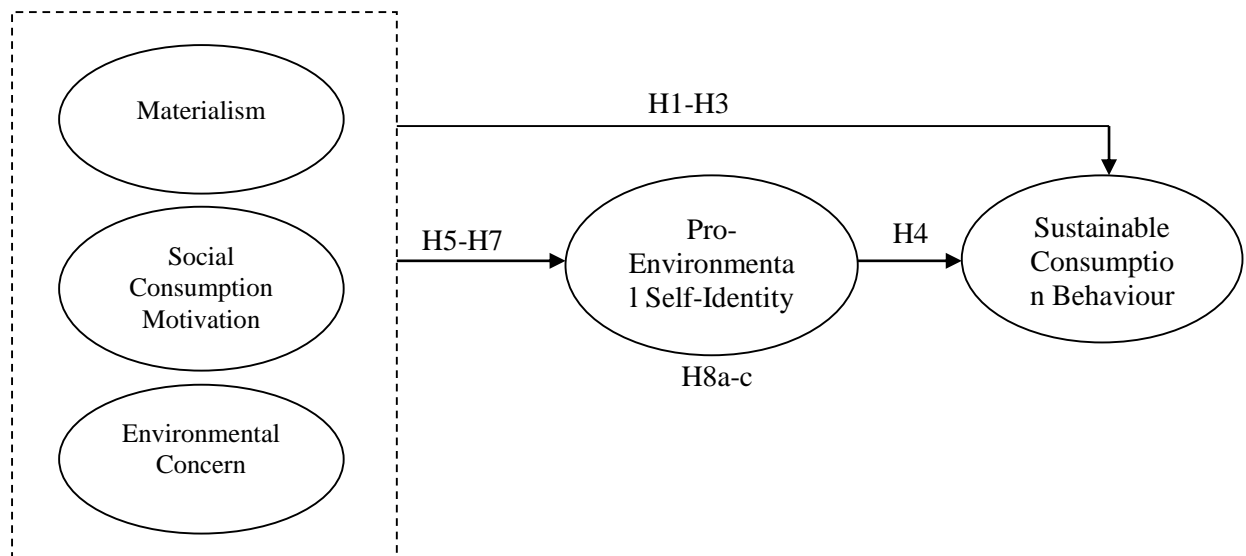 Materialism
Social
Consumption
Motivation
Environmental
Concern
H1-H3
H5-H7
Pro-
Environmenta
l Self-Identity
H8a-c
H4
Sustainable
Consumptio
n Behaviour